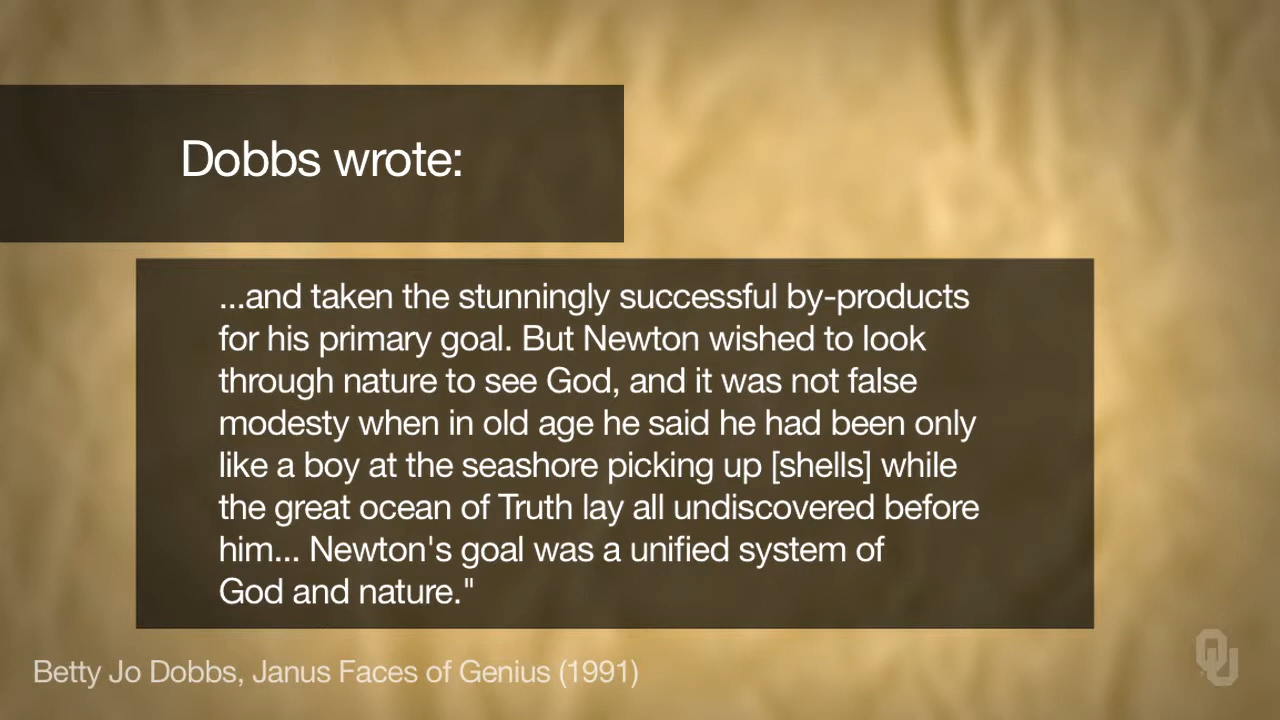 Dobbs wrote:
...and taken the stunningly successful by-products
for his primary goal. But Newton wished to look
through nature to see God, and it was not false
modesty when in old age he said he had been only
like a boy at the seashore picking up [shells] while
the great ocean of Truth lay all undiscovered before
him... Newton's goal was a unified system of
God and nature."
Betty Jo Dobbs, Janus Faces of Genius (1991)
OU